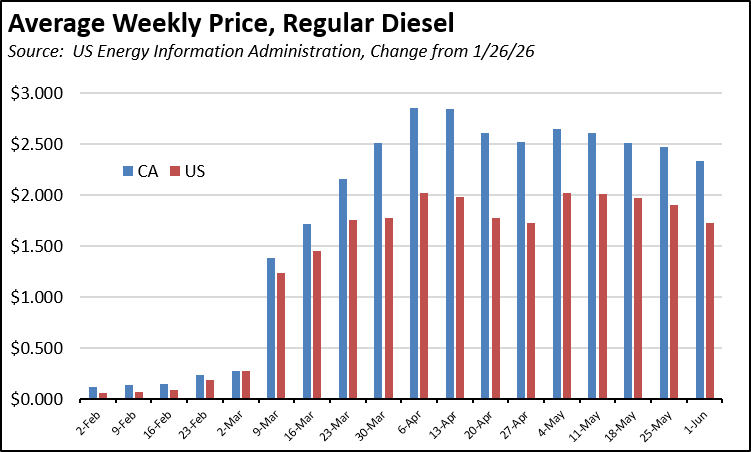 Average Weekly Price, Regular Diesel
Source:  US Energy Information Administration, Change from 1/26/26
$3.000
$2.500
$2.000
$1.500
$1.000
$0.500
$0.000
CA US
2-Feb
9-Feb
16-Feb
23-Feb
2-Mar
9-Mar
16-Mar
23-Mar
30-Mar
6-Apr
13-Apr
20-Apr
27-Apr
4-May
11-May
18-May
25-May
1-Jun